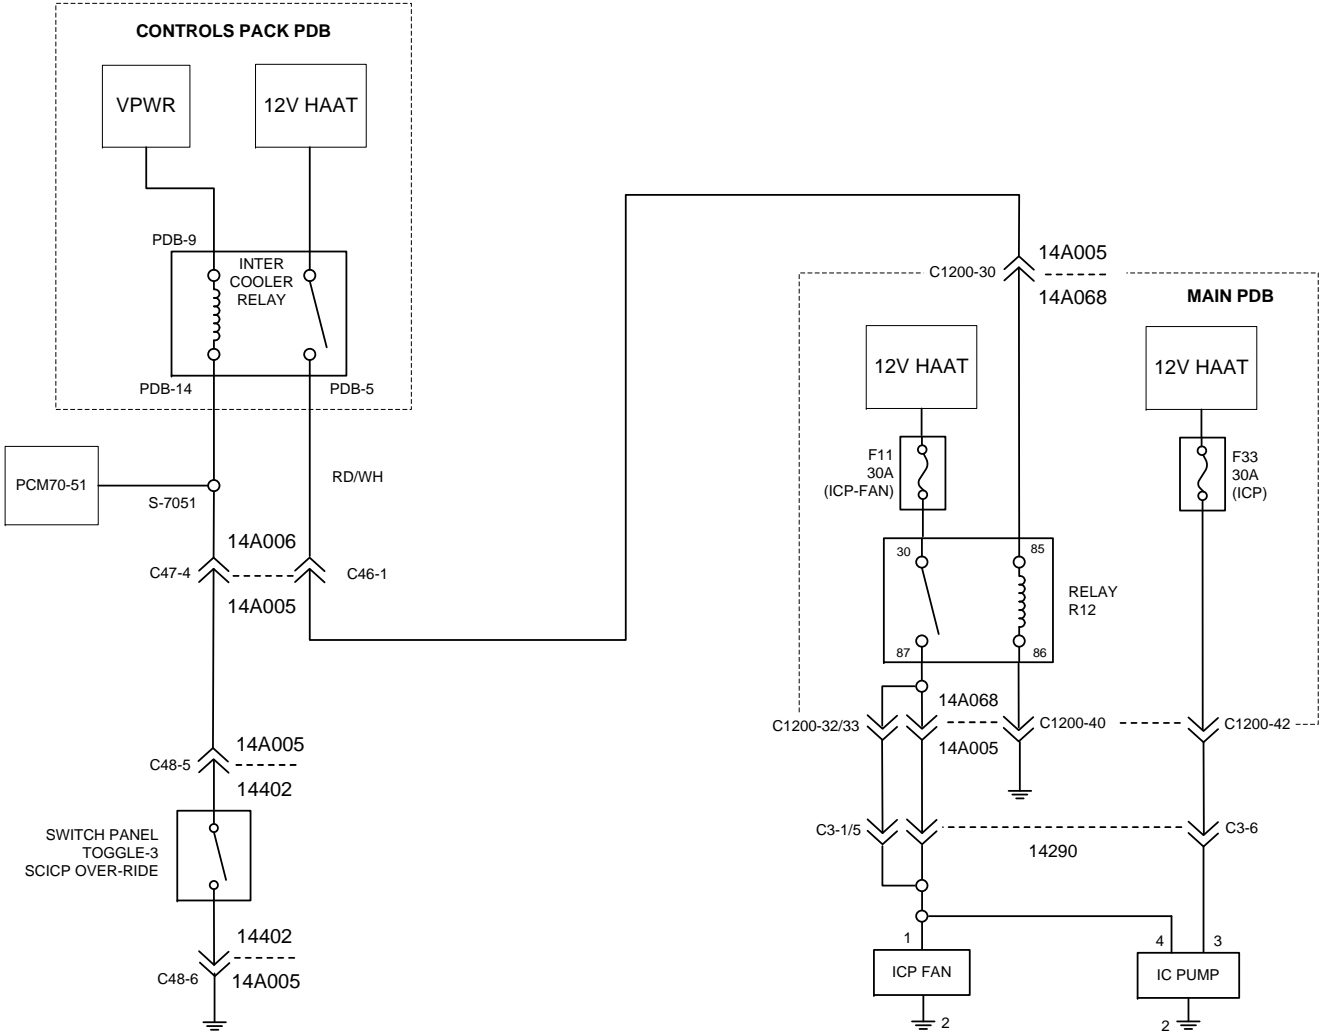 CONTROLS PACK PDB
VPWR
12V HAAT
PDB-9
INTER
COOLER
RELAY
PDB-14
PDB-5
PCM70-51
S-7051
RD/WH
14A006
C47-4
C46-1
14A005
14A005
C48-5
14402
SWITCH PANEL
TOGGLE-3
SCICP OVER-RIDE
14402
C48-6
14A005
14A005
C1200-30
14A068
MAIN PDB
12V HAAT
12V HAAT
F11
30A
(ICP-FAN)
F33
30A
(ICP)
30
85
RELAY
R12
87
86
14A068
C1200-32/33
C1200-40
C1200-42
14A005
C3-1/5
C3-6
14290
1
4
3
ICP FAN
IC PUMP
2
2